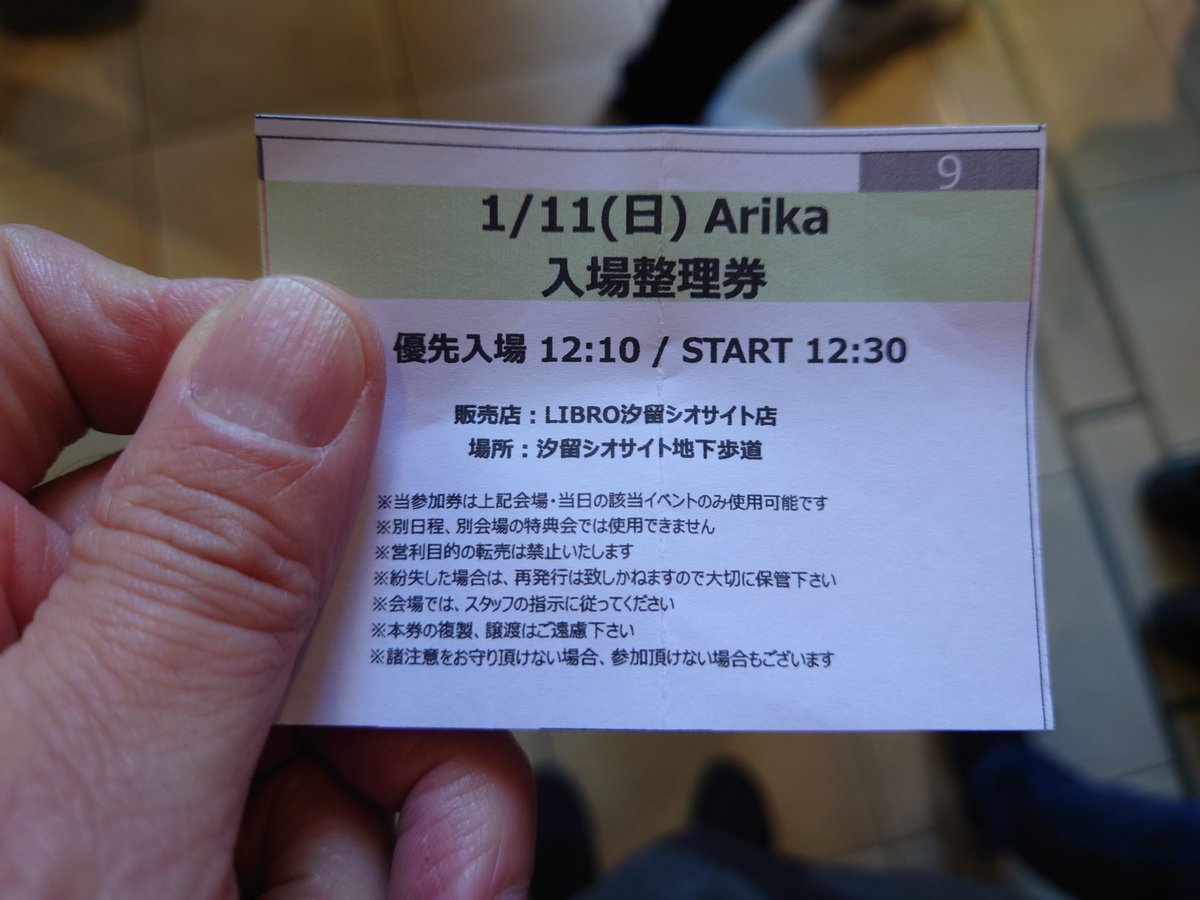 9
1/11(日) Arika
入場整理券
優先入場 12:10 / START 12:30
販売店：LIBRO汐留シオサイト店
場所：汐留シオサイト地下歩道
※当参加券は上記会場・当日の該当イベントのみ使用可能です
※別日程、別会場の特典会では使用できません
※営利目的の転売は禁止いたします
※紛失した場合は、再発行は致しかねますので大切に保管下さい
※会場では、スタッフの指示に従ってください
※本券の複製、譲渡はご遠慮下さい
※諸注意をお守り頂けない場合、参加頂けない場合もございます